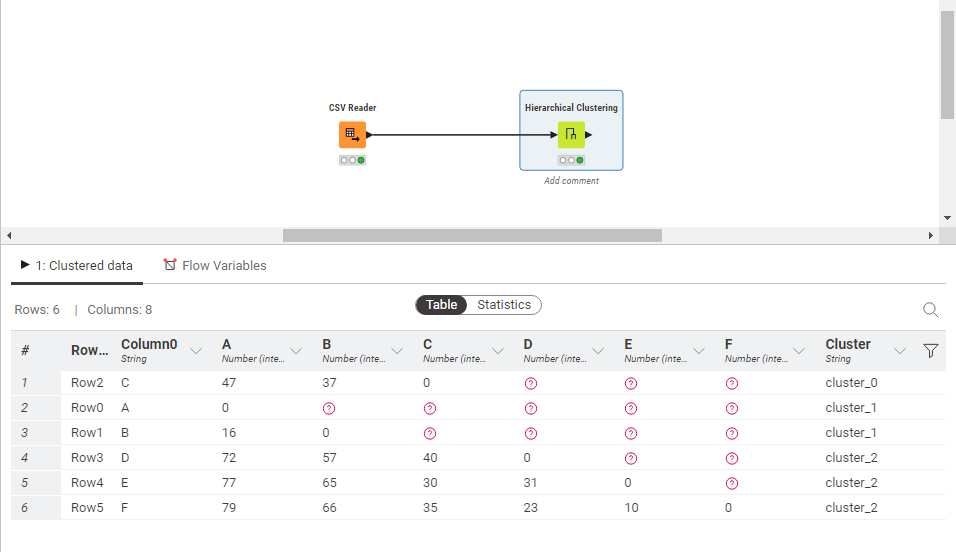 CSV Reader
Hierarchical Clustering
Add comment
1: Clustered data Flow Variables
Rows: 6 | Columns: 8
Table Statistics
# Row... Column0 A B C D E F Cluster
String Number (inte... Number (inte... Number (inte... Number (inte... Number (inte... Number (inte... String
1 Row2 C 47 37 0 ? ? ? cluster_0
2 Row0 A 0 ? ? ? ? ? cluster_1
3 Row1 B 16 0 ? ? ? ? cluster_1
4 Row3 D 72 57 40 0 ? ? cluster_2
5 Row4 E 77 65 30 31 0 ? cluster_2
6 Row5 F 79 66 35 23 10 0 cluster_2